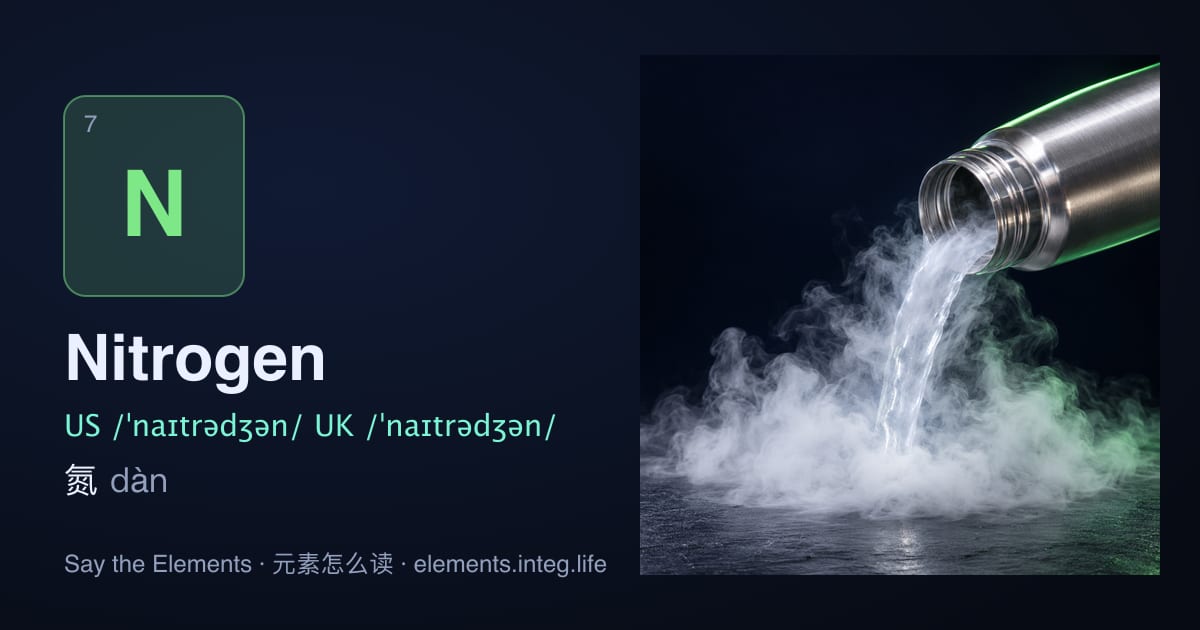 7
N
Nitrogen
US /ˈnaɪtrədʒən/ UK /ˈnaɪtrədʒən/
氮 dàn
Say the Elements · 元素怎么读 · elements.integ.life